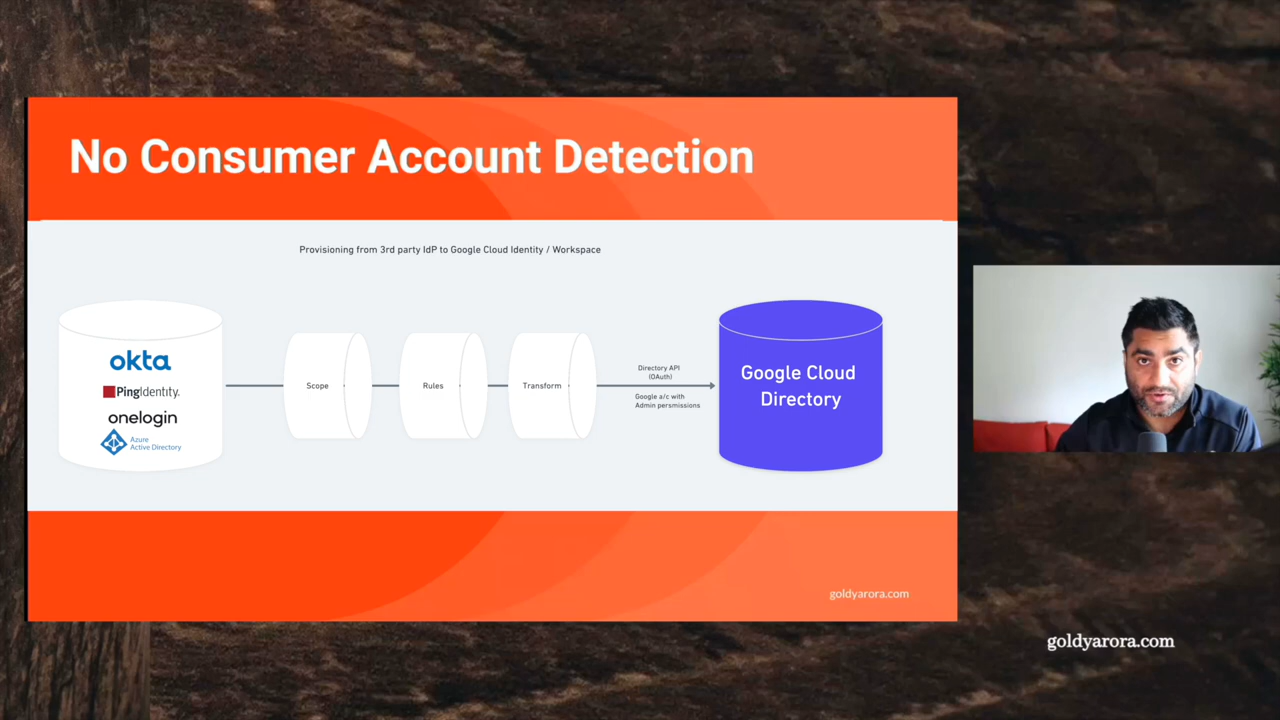 No Consumer Account Detection
Provisioning from 3rd party IdP to Google Cloud Identity / Workspace
okta
PingIdentity.
onelogin
Azure
Active Directory
Scope
Rules
Transform
Directory API
(OAuth)
Google a/c with
Admin persmissions
Google Cloud
Directory
goldyarora.com
goldyarora.com